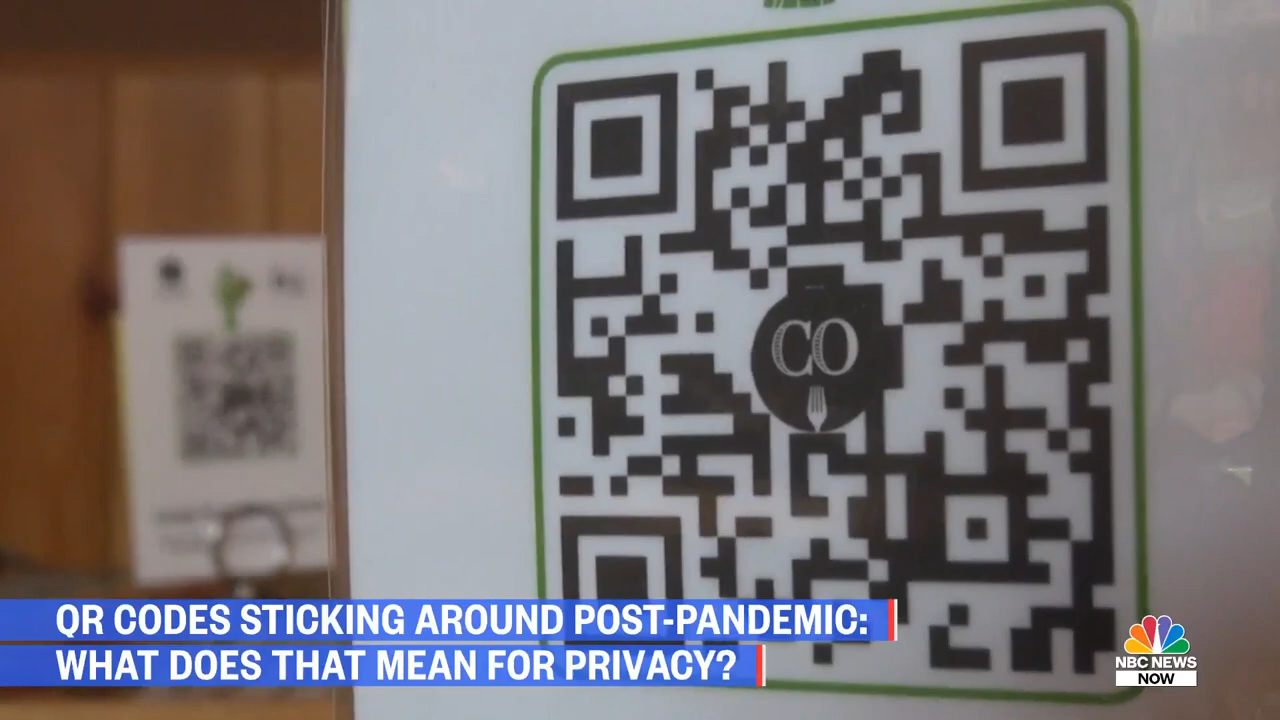 CO
QR CODES STICKING AROUND POST-PANDEMIC:
WHAT DOES THAT MEAN FOR PRIVACY?
NBC NEWS
NOW